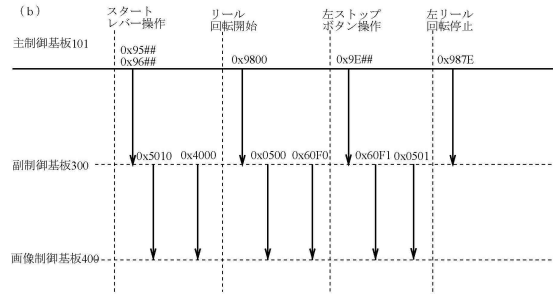 (b)
スタート
レバー操作
リール
回転開始
左ストップ
ボタン操作
左リール
回転停止
主制御基板101
0x95##
0x96##
0x9800
0x9E##
0x987E
0x5010
0x4000
0x0500
0x60F0
0x60F1
0x0501
副制御基板300
画像制御基板400